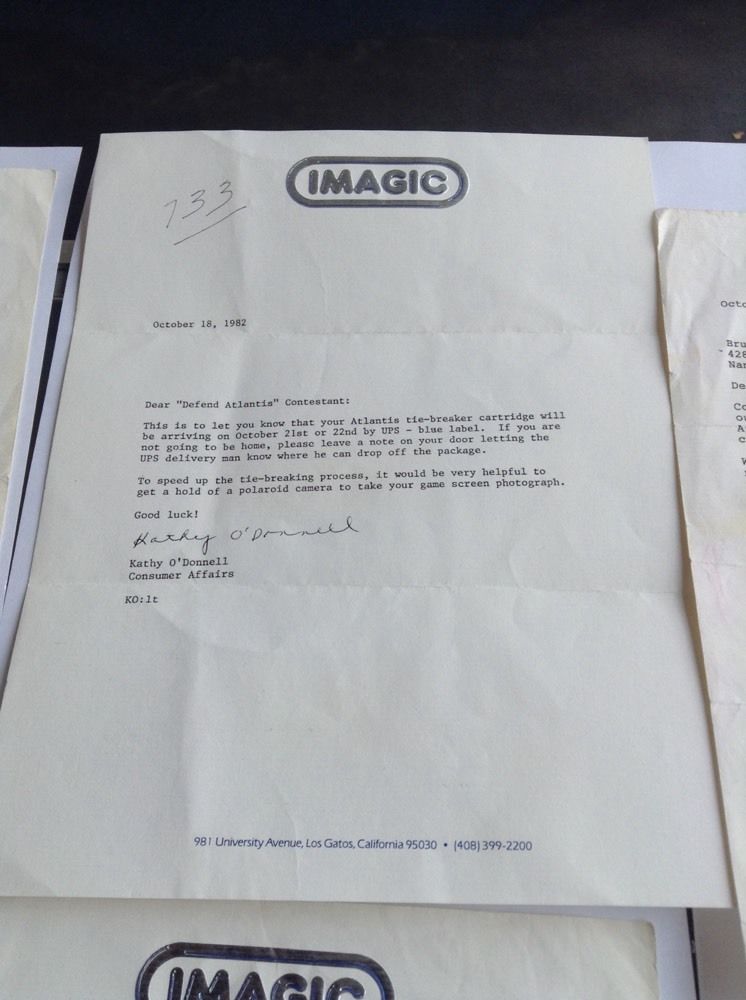 IMAGIC
733
October 18, 1982
Dear "Defend Atlantis" Contestant:
This is to let you know that your Atlantis tie-breaker cartridge will
be arriving on October 21st or 22nd by UPS - blue label.  If you are
not going to be home, please leave a note on your door letting the
UPS delivery man know where he can drop off the package.
To speed up the tie-breaking process, it would be very helpful to
get a hold of a polaroid camera to take your game screen photograph.
Good luck!
Kathy O'Donnell
Kathy O'Donnell
Consumer Affairs
KO:lt
981 University Avenue, Los Gatos, California 95030 • (408) 399-2200
Octo
Bru
428
Nar
De
IMAGIC